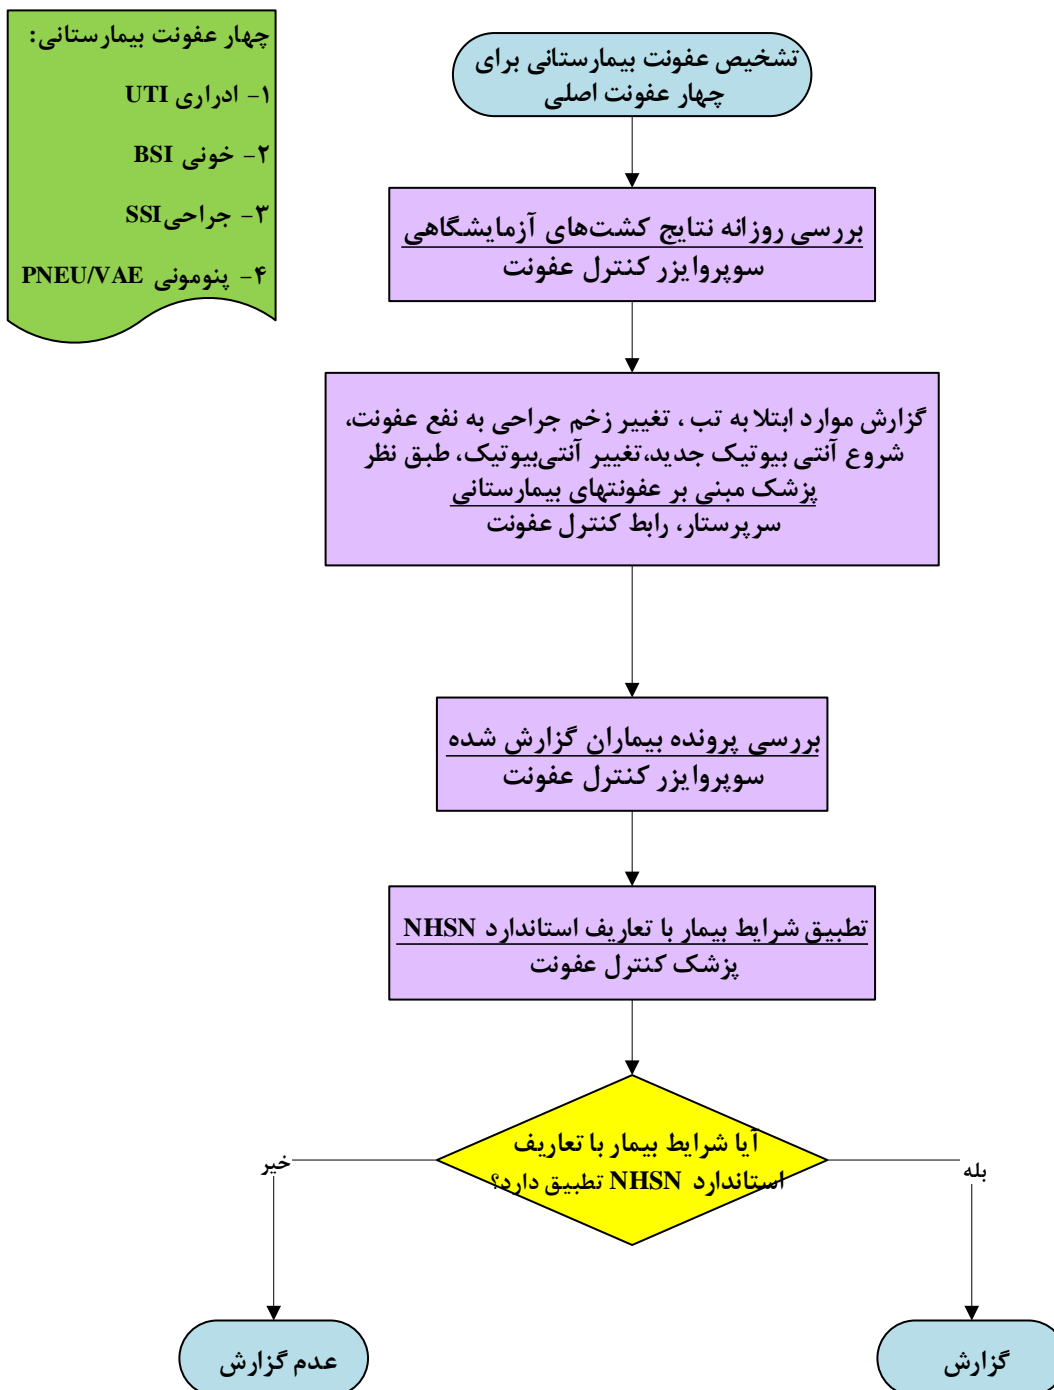 چهار عفونت بیمارستانی:
۱- ادراری UTI
۲- خونی BSI
۳- جراحیSSI
۴- پنومونی PNEU/VAE
تشخیص عفونت بیمارستانی برای
چهار عفونت اصلی
بررسی روزانه نتایج کشت‌های آزمایشگاهی
سوپروایزر کنترل عفونت
گزارش موارد ابتلا به تب ، تغییر زخم جراحی به نفع عفونت،
شروع آنتی بیوتیک جدید،تغییر آنتی‌بیوتیک، طبق نظر
پزشک مبنی بر عفونتهای بیمارستانی
سرپرستار، رابط کنترل عفونت
بررسی پرونده بیماران گزارش شده
سوپروایزر کنترل عفونت
تطبیق شرایط بیمار با تعاریف استاندارد NHSN
پزشک کنترل عفونت
آیا شرایط بیمار با تعاریف
استاندارد NHSN تطبیق دارد؟
بله
خیر
گزارش
عدم گزارش